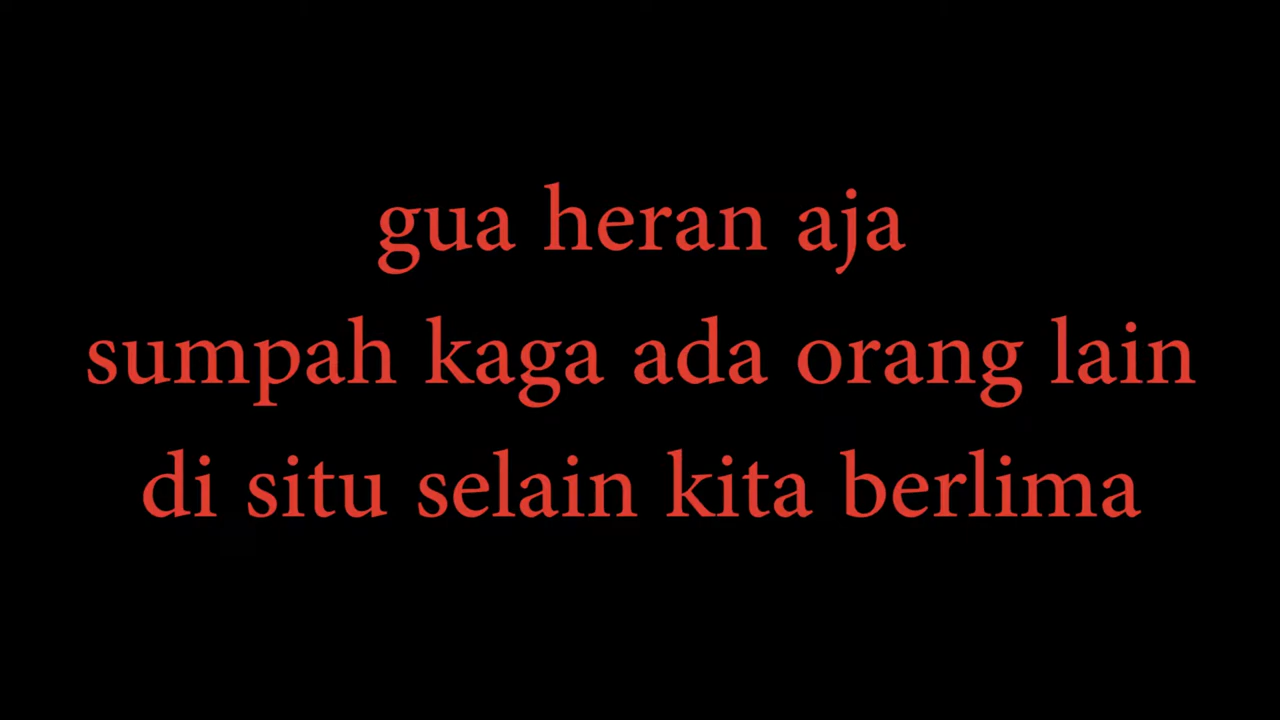 gua heran aja
sumpah kaga ada orang lain
di situ selain kita berlima